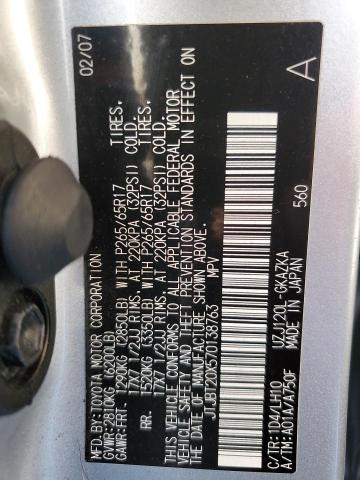 MFD. BY: TOYOTA MOTOR CORPORATION 02/07
GVWR: 2810KG (6200LB)
GAWR: FRT. 1290KG (2850LB) WITH P265/65R17 TIRES.
17X7 1/2JJ RIMS, AT 220KPA (32PSI) COLD.
RR. 1520KG (3350LB) WITH P265/65R17 TIRES.
17X7 1/2JJ RIMS, AT 220KPA (32PSI) COLD.
THIS VEHICLE CONFORMS TO ALL APPLICABLE FEDERAL MOTOR
VEHICLE SAFETY AND THEFT PREVENTION STANDARDS IN EFFECT ON
THE DATE OF MANUFACTURE SHOWN ABOVE.
MPV
560
A
C/TR: 1D4/LH10 UZJ120L-GKAZKA
A/TM: A01A/A750F MADE IN JAPAN